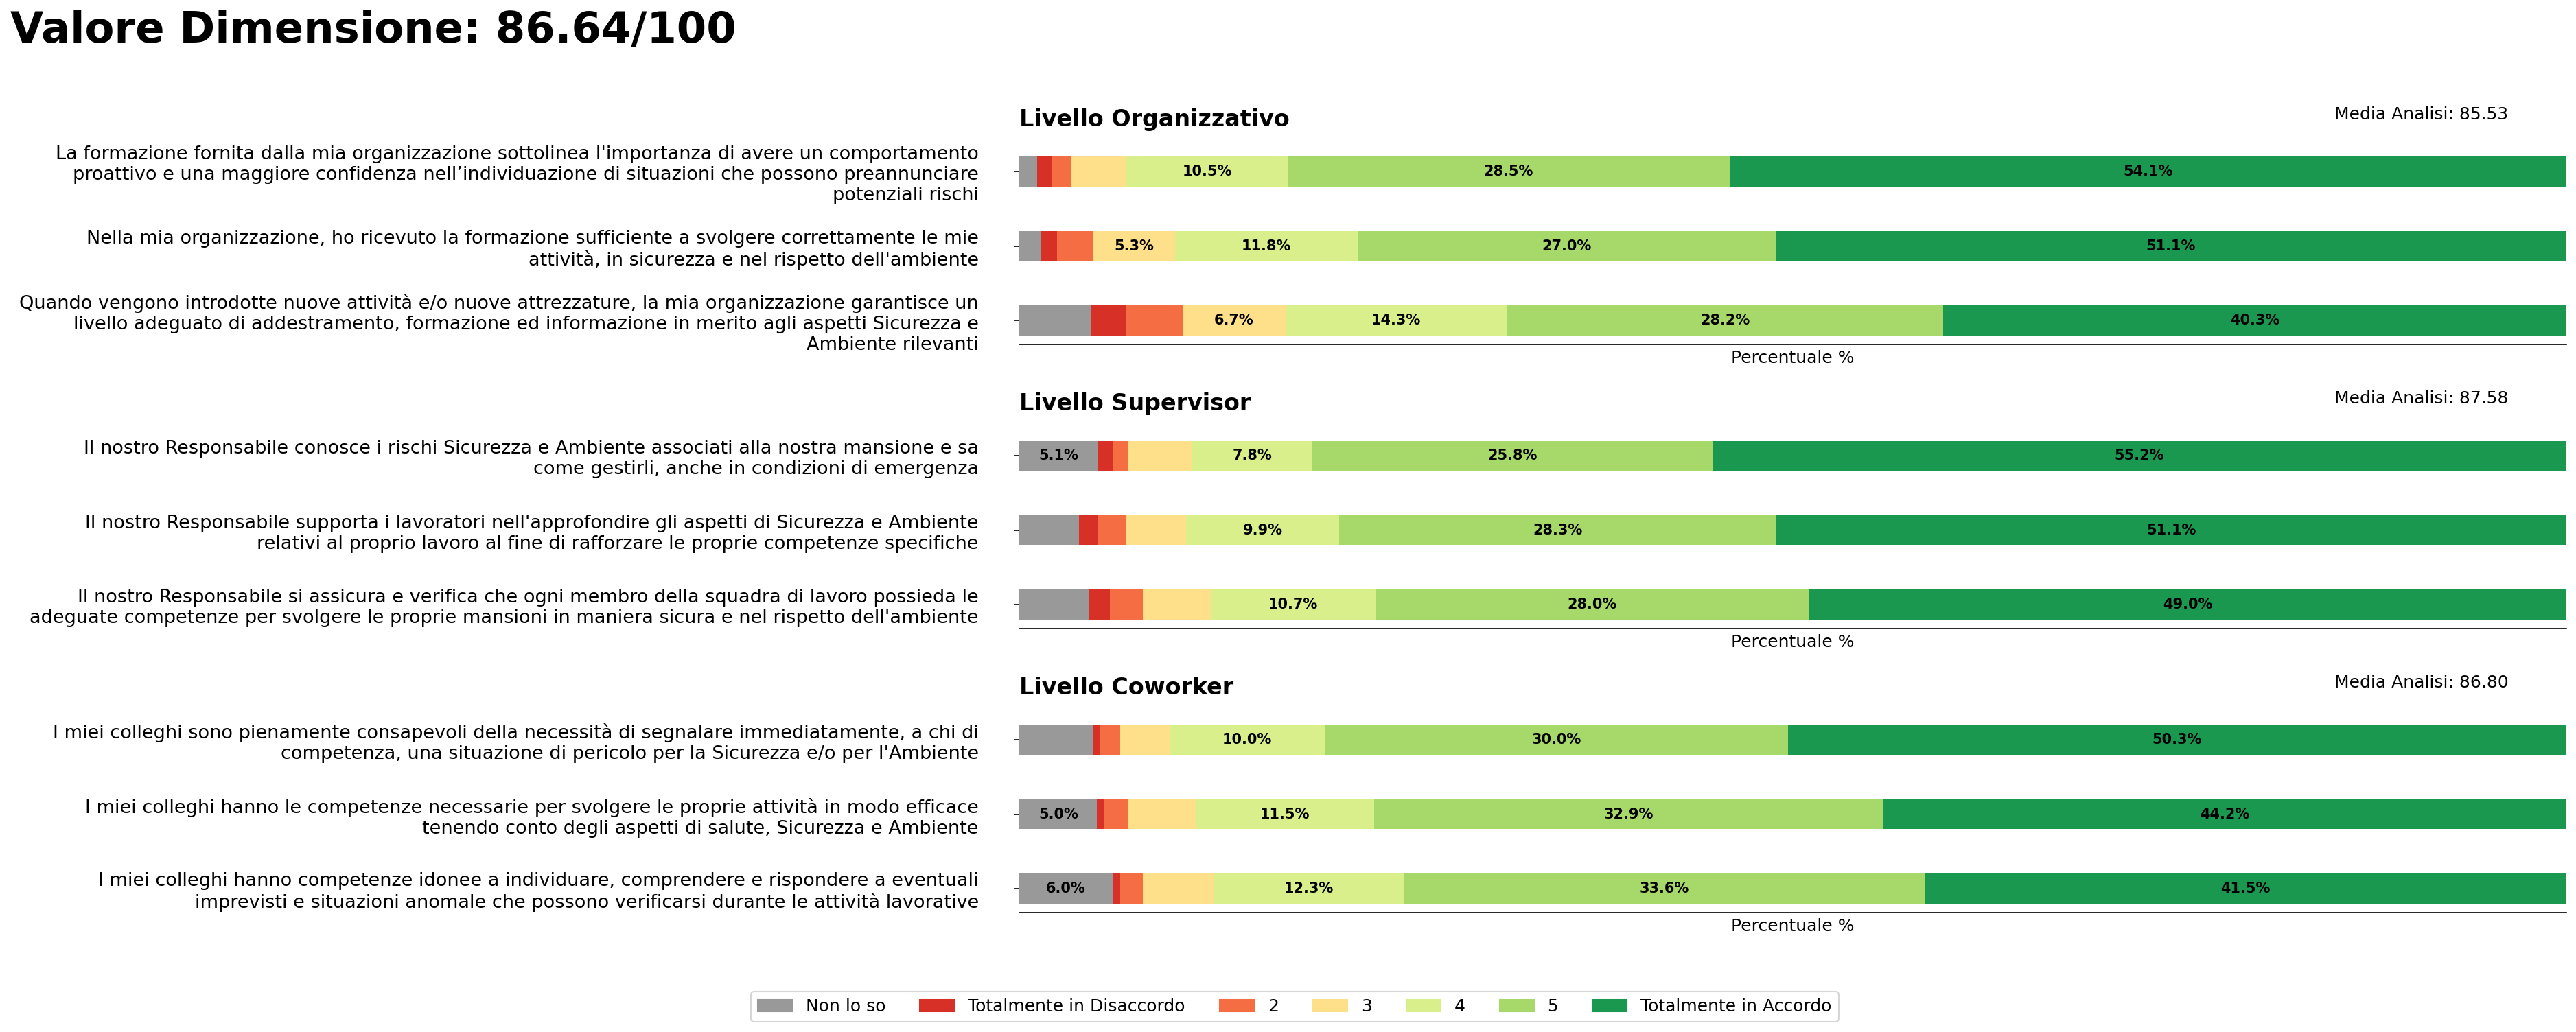 Valore Dimensione: 86.64/100
Livello Organizzativo
Media Analisi: 85.53
La formazione fornita dalla mia organizzazione sottolinea l'importanza di avere un comportamento
proattivo e una maggiore confidenza nell’individuazione di situazioni che possono preannunciare
potenziali rischi
10.5% 28.5% 54.1%
Nella mia organizzazione, ho ricevuto la formazione sufficiente a svolgere correttamente le mie
attività, in sicurezza e nel rispetto dell'ambiente
5.3% 11.8% 27.0% 51.1%
Quando vengono introdotte nuove attività e/o nuove attrezzature, la mia organizzazione garantisce un
livello adeguato di addestramento, formazione ed informazione in merito agli aspetti Sicurezza e
Ambiente rilevanti
6.7% 14.3% 28.2% 40.3%
Percentuale %
Livello Supervisor
Media Analisi: 87.58
Il nostro Responsabile conosce i rischi Sicurezza e Ambiente associati alla nostra mansione e sa
come gestirli, anche in condizioni di emergenza
5.1% 7.8% 25.8% 55.2%
Il nostro Responsabile supporta i lavoratori nell'approfondire gli aspetti di Sicurezza e Ambiente
relativi al proprio lavoro al fine di rafforzare le proprie competenze specifiche
9.9% 28.3% 51.1%
Il nostro Responsabile si assicura e verifica che ogni membro della squadra di lavoro possieda le
adeguate competenze per svolgere le proprie mansioni in maniera sicura e nel rispetto dell'ambiente
10.7% 28.0% 49.0%
Percentuale %
Livello Coworker
Media Analisi: 86.80
I miei colleghi sono pienamente consapevoli della necessità di segnalare immediatamente, a chi di
competenza, una situazione di pericolo per la Sicurezza e/o per l'Ambiente
10.0% 30.0% 50.3%
I miei colleghi hanno le competenze necessarie per svolgere le proprie attività in modo efficace
tenendo conto degli aspetti di salute, Sicurezza e Ambiente
5.0% 11.5% 32.9% 44.2%
I miei colleghi hanno competenze idonee a individuare, comprendere e rispondere a eventuali
imprevisti e situazioni anomale che possono verificarsi durante le attività lavorative
6.0% 12.3% 33.6% 41.5%
Percentuale %
Non lo so Totalmente in Disaccordo 2 3 4 5 Totalmente in Accordo